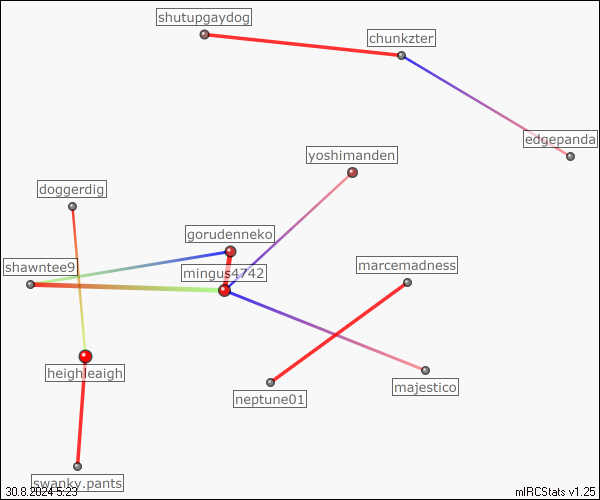 shutupgaydog
chunkzter
edgepanda
yoshimanden
doggerdig
gorudenneko
shawntee9
mingus4742
marcemadness
heighleaigh
majestico
neptune01
swanky.pants
30.8.2024 5:23
mIRCStats v1.25